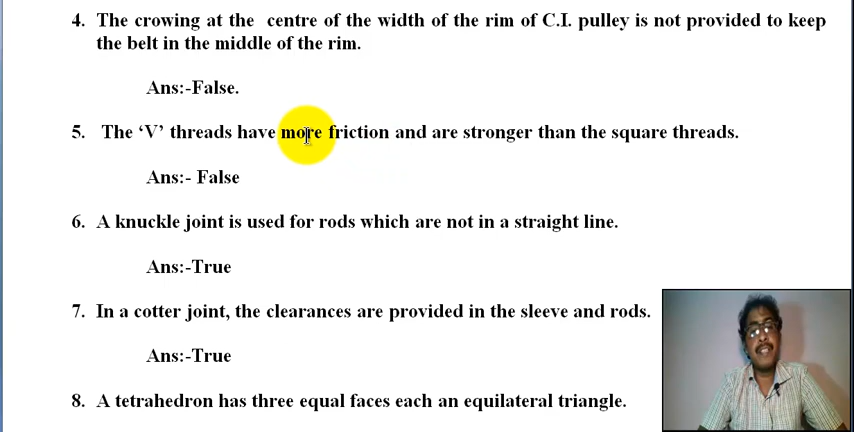 4. The crowing at the centre of the width of the rim of C.I. pulley is not provided to keep
the belt in the middle of the rim.
Ans:-False.
5. The ‘V’ threads have more friction and are stronger than the square threads.
Ans:- False
6. A knuckle joint is used for rods which are not in a straight line.
Ans:-True
7. In a cotter joint, the clearances are provided in the sleeve and rods.
Ans:-True
8. A tetrahedron has three equal faces each an equilateral triangle.